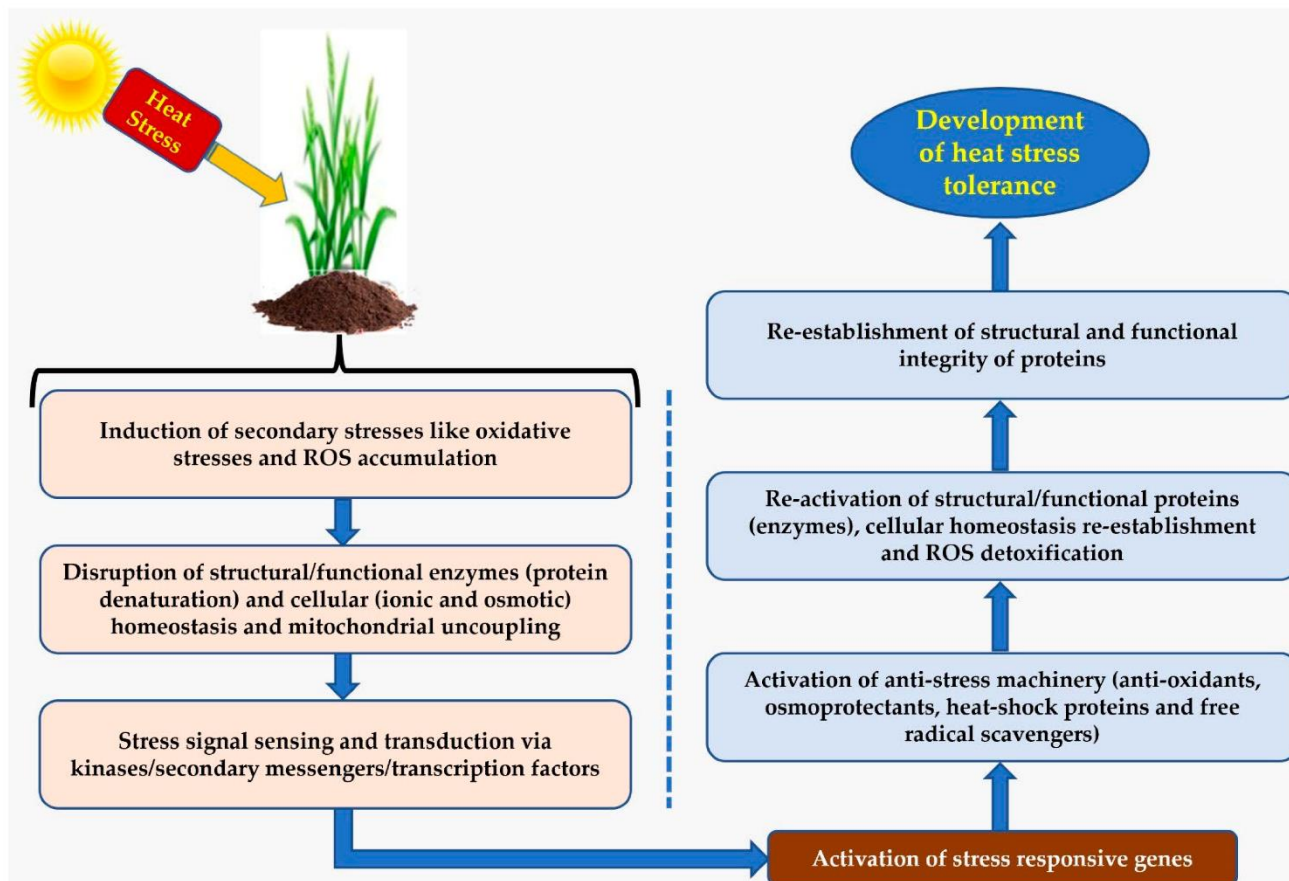 Heat
Stress
Induction of secondary stresses like oxidative
stresses and ROS accumulation
Disruption of structural/functional enzymes (protein
denaturation) and cellular (ionic and osmotic)
homeostasis and mitochondrial uncoupling
Stress signal sensing and transduction via
kinases/secondary messengers/transcription factors
Activation of stress responsive genes
Activation of anti-stress machinery (anti-oxidants,
osmoprotectants, heat-shock proteins and free
radical scavengers)
Re-activation of structural/functional proteins
(enzymes), cellular homeostasis re-establishment
and ROS detoxification
Re-establishment of structural and functional
integrity of proteins
Development
of heat stress
tolerance